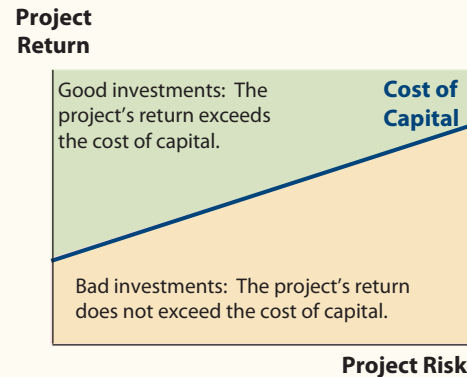 Project
Return
Good investments: The
project's return exceeds
the cost of capital.
Cost of
Capital
Bad investments: The project's return
does not exceed the cost of capital.
Project Risk